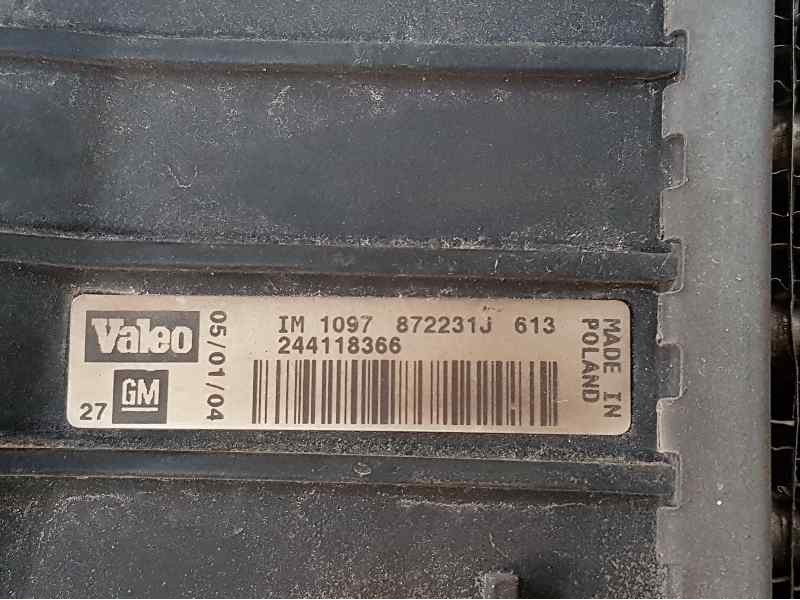 Valeo
27 GM
05/01/04
IM 1097 872231J 613
244118366
MADE IN
POLAND